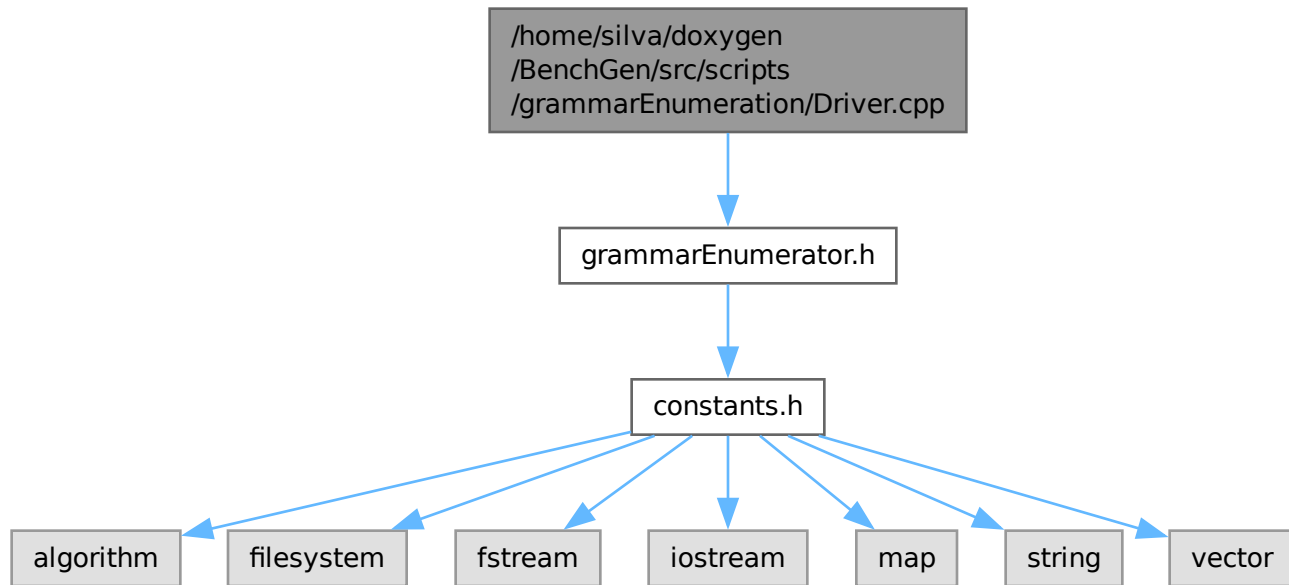 /home/silva/doxygen
/BenchGen/src/scripts
/grammarEnumeration/Driver.cpp
grammarEnumerator.h
constants.h
algorithm
filesystem
fstream
iostream
map
string
vector